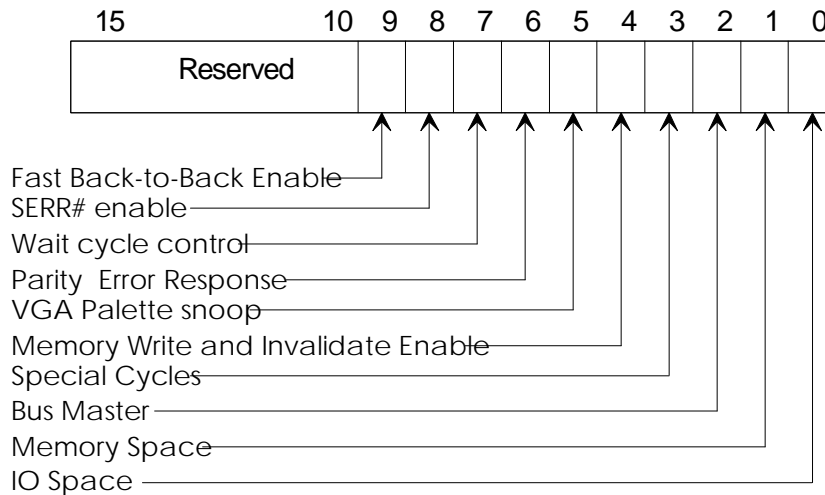 15 10 9 8 7 6 5 4 3 2 1 0
Reserved
Fast Back-to-Back Enable
SERR# enable
Wait cycle control
Parity Error Response
VGA Palette snoop
Memory Write and Invalidate Enable
Special Cycles
Bus Master
Memory Space
IO Space